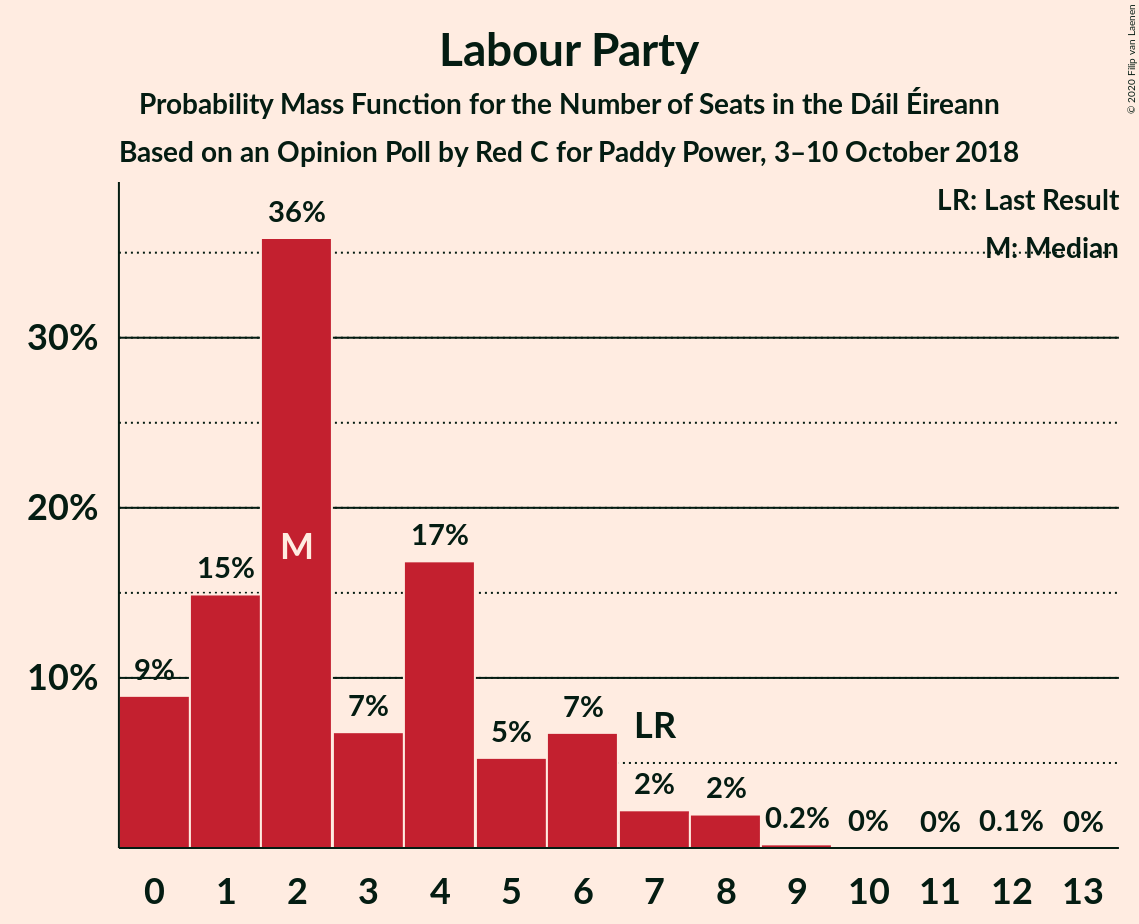 Labour Party
Probability Mass Function for the Number of Seats in the Dáil Éireann
Based on an Opinion Poll by Red C for Paddy Power, 3–10 October 2018
© 2020 Filip van Laenen
LR: Last Result
M: Median
36%
30%
20%
17%
M
15%
10%
9%
7%
5%
7%
LR
2%
2%
0.2%
0%
0%
0.1%
0%
0 1 2 3 4 5 6 7 8 9 10 11 12 13